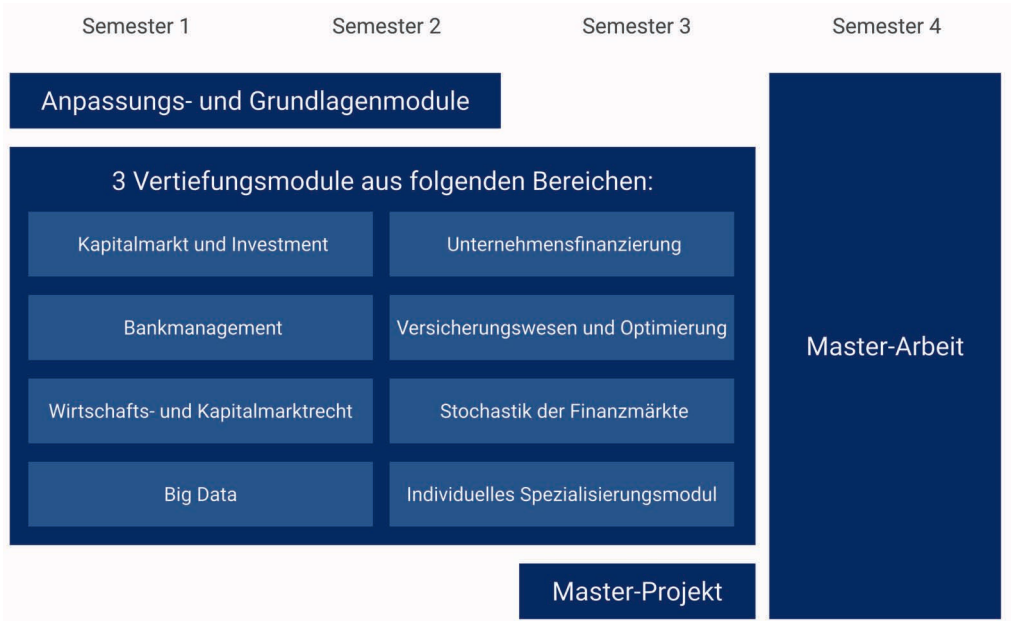 Semester 1
Semester 2
Semester 3
Semester 4
Anpassungs- und Grundlagenmodule
3 Vertiefungsmodule aus folgenden Bereichen:
Kapitalmarkt und Investment
Unternehmensfinanzierung
Bankmanagement
Versicherungswesen und Optimierung
Wirtschafts- und Kapitalmarktrecht
Stochastik der Finanzmärkte
Big Data
Individuelles Spezialisierungsmodul
Master-Projekt
Master-Arbeit